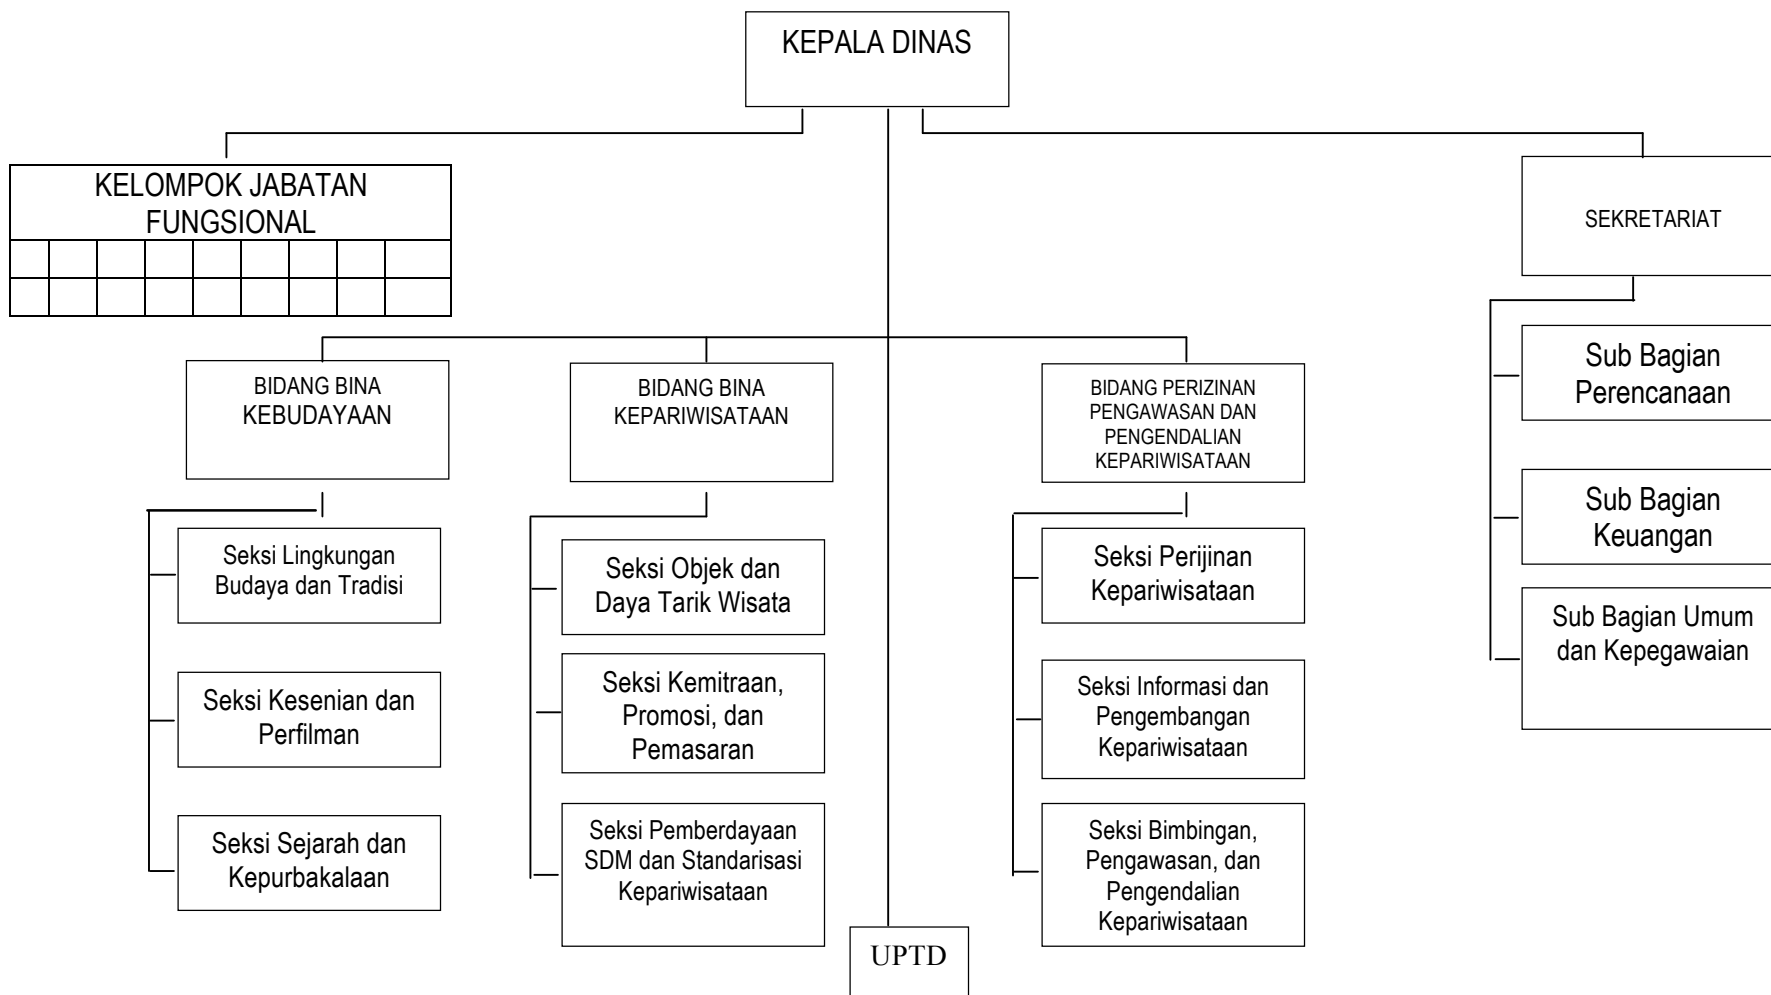 KEPALA DINAS
KELOMPOK JABATAN
FUNGSIONAL
SEKRETARIAT
Sub Bagian
Perencanaan
Sub Bagian
Keuangan
Sub Bagian Umum
dan Kepegawaian
BIDANG BINA
KEBUDAYAAN
BIDANG BINA
KEPARIWISATAAN
BIDANG PERIZINAN
PENGAWASAN DAN
PENGENDALIAN
KEPARIWISATAAN
Seksi Lingkungan
Budaya dan Tradisi
Seksi Kesenian dan
Perfilman
Seksi Sejarah dan
Kepurbakalaan
Seksi Objek dan
Daya Tarik Wisata
Seksi Kemitraan,
Promosi, dan
Pemasaran
Seksi Pemberdayaan
SDM dan Standarisasi
Kepariwisataan
Seksi Perijinan
Kepariwisataan
Seksi Informasi dan
Pengembangan
Kepariwisataan
Seksi Bimbingan,
Pengawasan, dan
Pengendalian
Kepariwisataan
UPTD